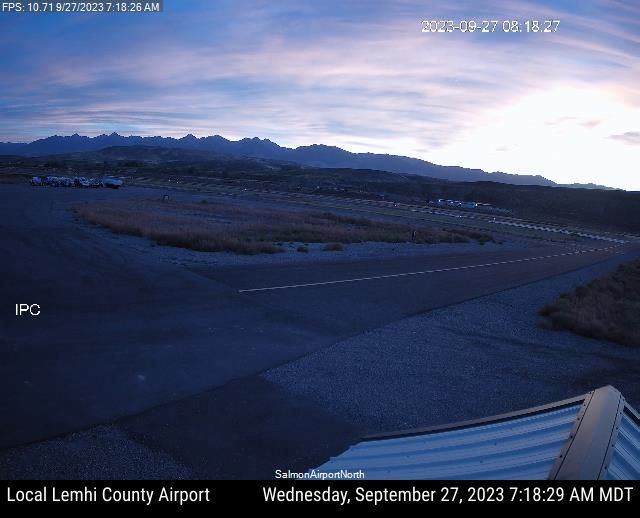 FPS: 10.71 9/27/2023 7:18:26 AM
2023-09-27 08:18:27
IPC
SalmonAirportNorth
Local Lemhi County Airport Wednesday, September 27, 2023 7:18:29 AM MDT